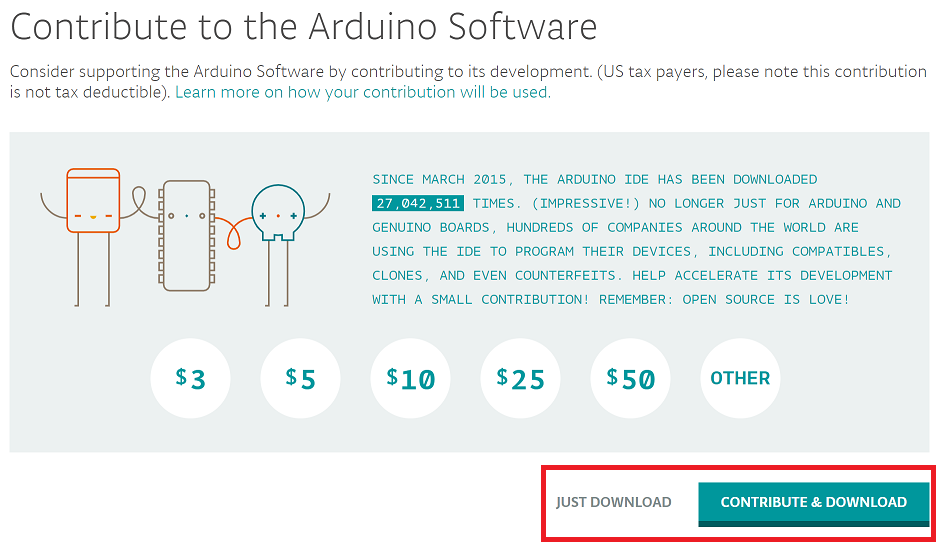 Contribute to the Arduino Software
Consider supporting the Arduino Software by contributing to its development. (US tax payers, please note this contribution
is not tax deductible). Learn more on how your contribution will be used.
SINCE MARCH 2015, THE ARDUINO IDE HAS BEEN DOWNLOADED
27,042,511 TIMES. (IMPRESSIVE!) NO LONGER JUST FOR ARDUINO AND
GENUINO BOARDS, HUNDREDS OF COMPANIES AROUND THE WORLD ARE
USING THE IDE TO PROGRAM THEIR DEVICES, INCLUDING COMPATIBLES,
CLONES, AND EVEN COUNTERFEITS. HELP ACCELERATE ITS DEVELOPMENT
WITH A SMALL CONTRIBUTION! REMEMBER: OPEN SOURCE IS LOVE!
$3 $5 $10 $25 $50 OTHER
JUST DOWNLOAD CONTRIBUTE & DOWNLOAD